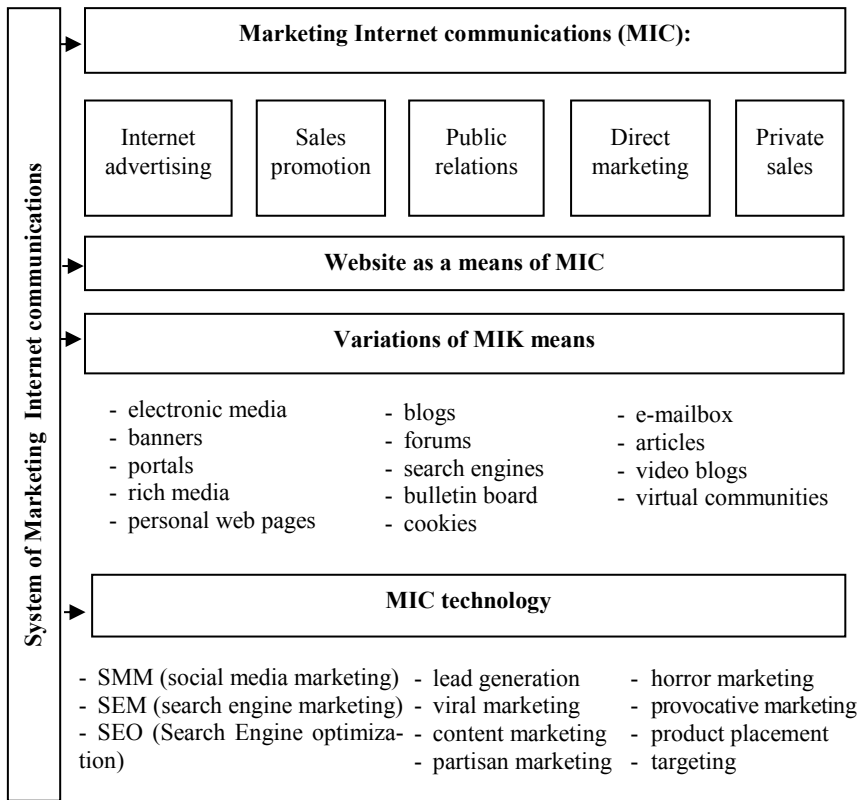 System of Marketing Internet communications
Marketing Internet communications (MIC):
Internet
advertising
Sales
promotion
Public
relations
Direct
marketing
Private
sales
Website as a means of MIC
Variations of MIK means
- electronic media
- banners
- portals
- rich media
- personal web pages
- blogs
- forums
- search engines
- bulletin board
- cookies
- e-mailbox
- articles
- video blogs
- virtual communities
MIC technology
- SMM (social media marketing)
- SEM (search engine marketing)
- SEO (Search Engine optimiza-
tion)
- lead generation
- viral marketing
- content marketing
- partisan marketing
- horror marketing
- provocative marketing
- product placement
- targeting